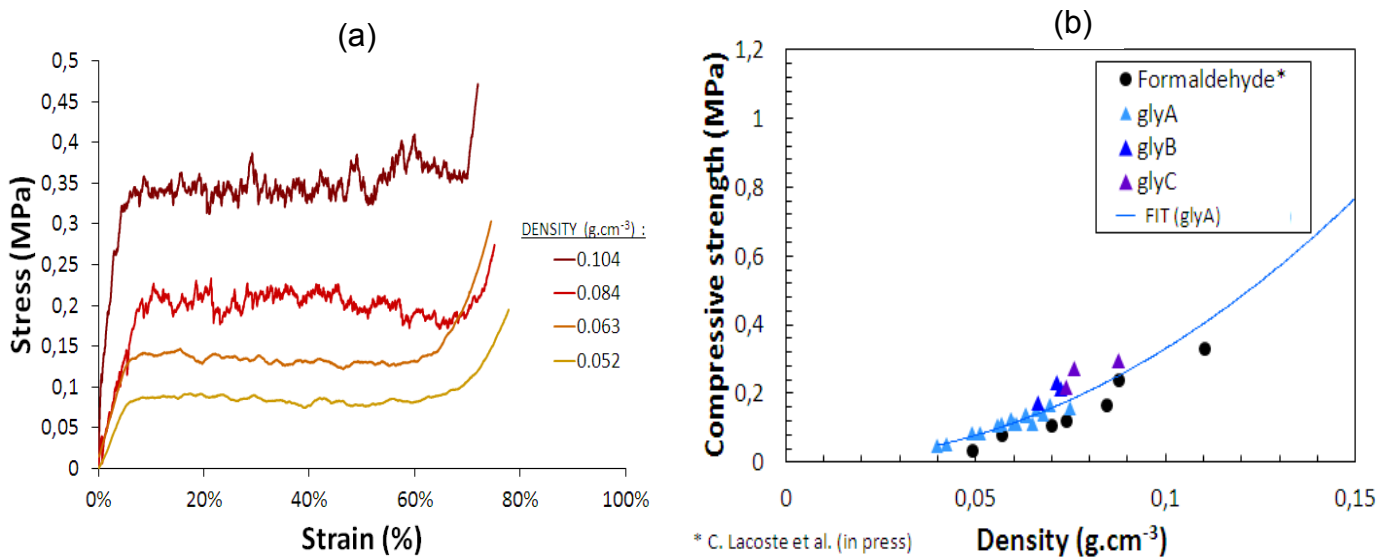 (a)
Stress (MPa)
0,5
0,45
0,4
0,35
0,3
0,25
0,2
0,15
0,1
0,05
0
0%
20%
40%
60%
80%
100%
Strain (%)
DENSITY (g.cm-3) :
0.104
0.084
0.063
0.052
(b)
Compressive strength (MPa)
1,2
1
0,8
0,6
0,4
0,2
0
0
0,05
0,1
0,15
Density (g.cm-3)
Formaldehyde*
glyA
glyB
glyC
FIT (glyA)
* C. Lacoste et al. (in press)